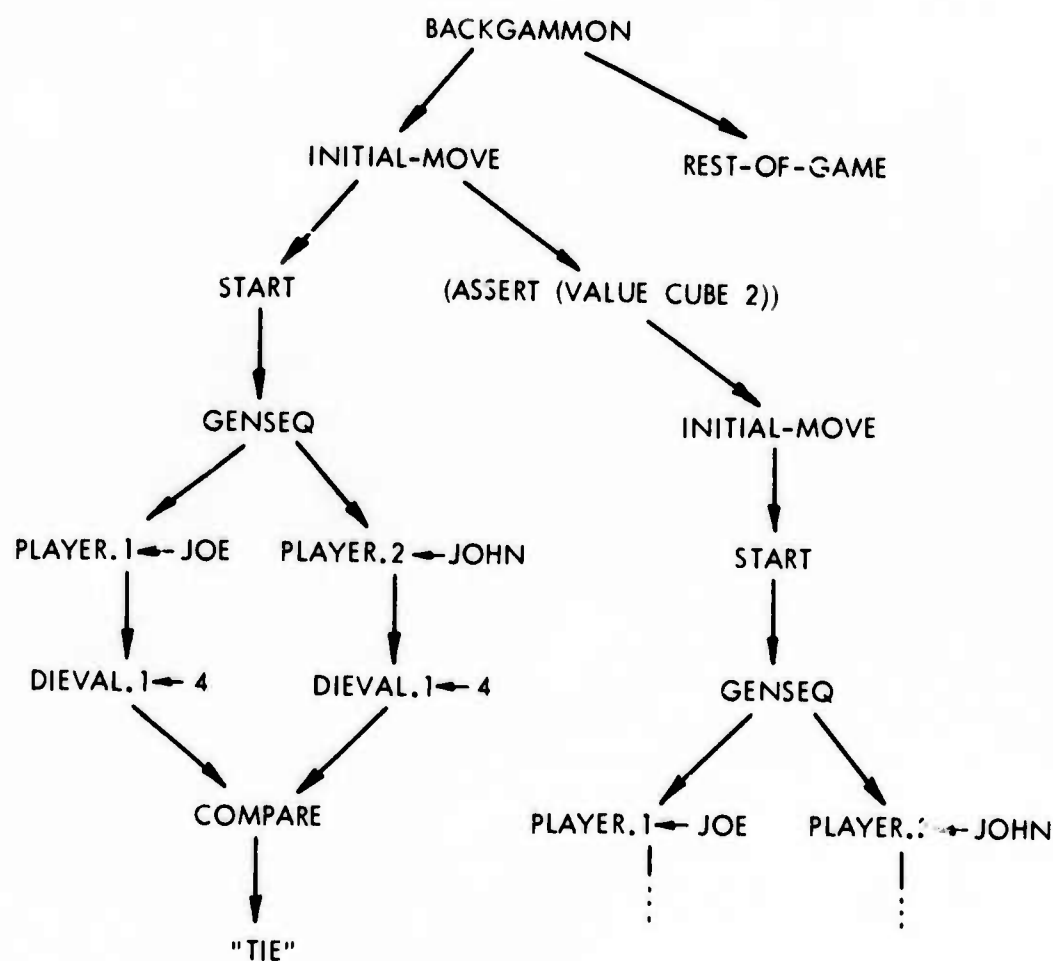 BACKGAMMON
INITIAL-MOVE
REST-OF-GAME
START
(ASSERT (VALUE CUBE 2))
GENSEQ
INITIAL-MOVE
PLAYER.1←JOE
PLAYER.2←JOHN
START
DIEVAL.1←4
DIEVAL.1←4
GENSEQ
COMPARE
PLAYER.1←JOE
←JOHN
"TIE"